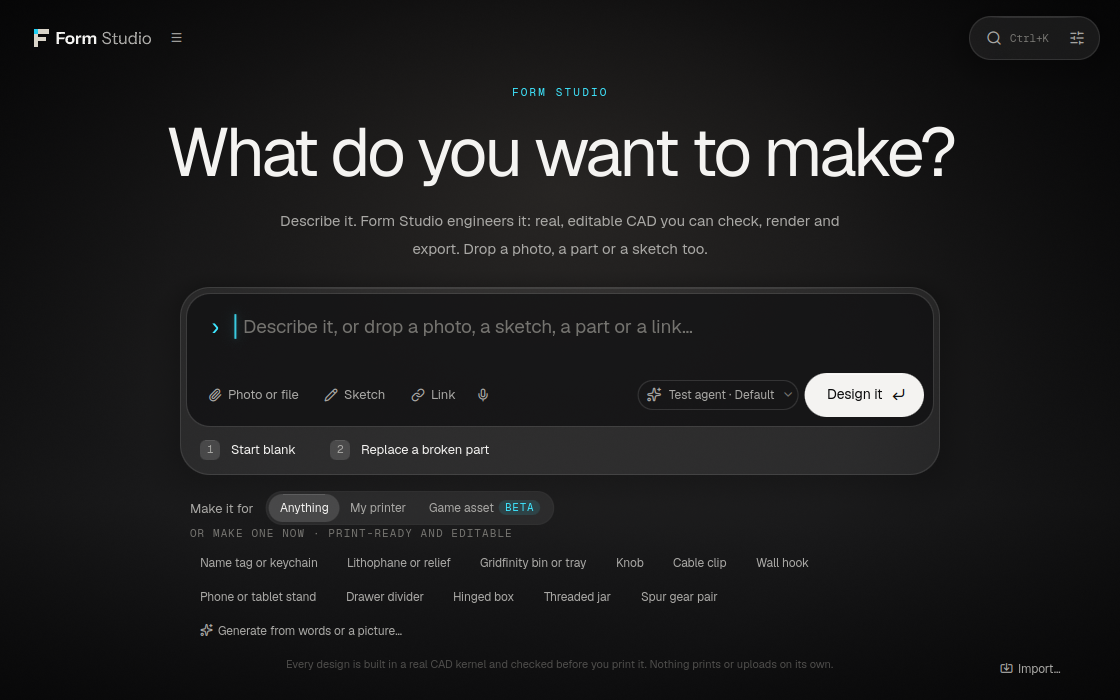 Form Studio
Ctrl+K
FORM STUDIO
What do you want to make?
Describe it. Form Studio engineers it: real, editable CAD you can check, render and
export. Drop a photo, a part or a sketch too.
Describe it, or drop a photo, a sketch, a part or a link…
Photo or file Sketch Link Test agent · Default Design it
1 Start blank 2 Replace a broken part
Make it for Anything My printer Game asset BETA
OR MAKE ONE NOW · PRINT-READY AND EDITABLE
Name tag or keychain Lithophane or relief Gridfinity bin or tray Knob Cable clip Wall hook
Phone or tablet stand Drawer divider Hinged box Threaded jar Spur gear pair
Generate from words or a picture…
Every design is built in a real CAD kernel and checked before you print it. Nothing prints or uploads on its own.
Import…